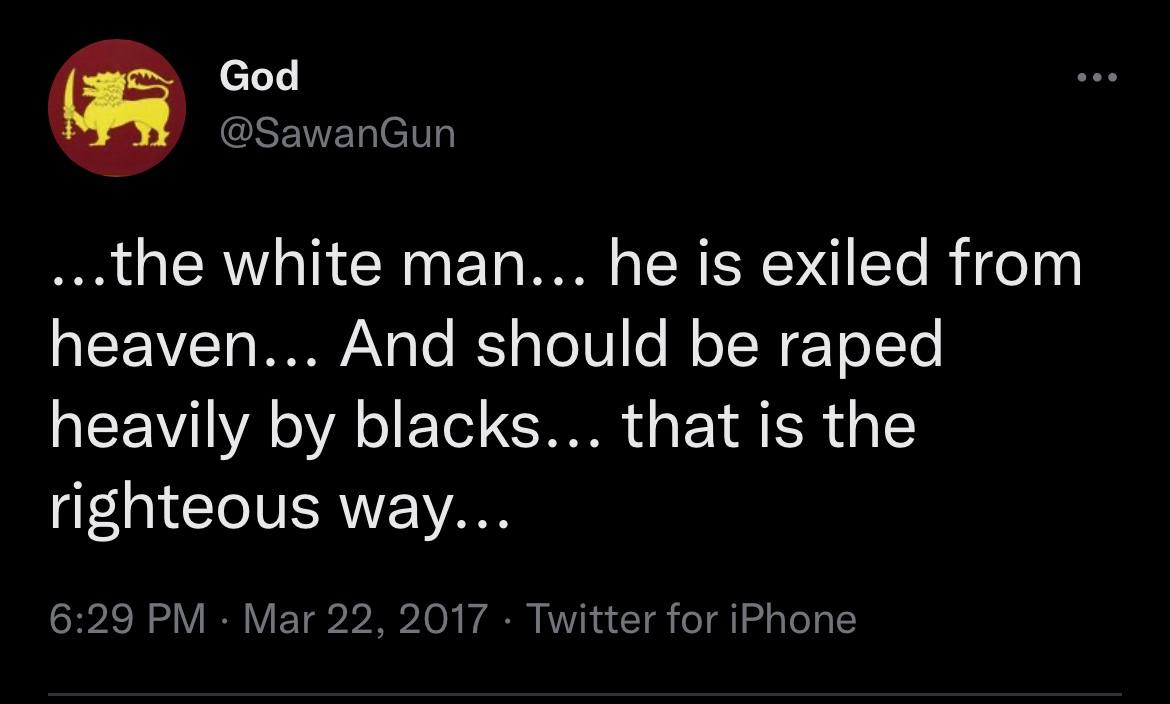 God
@SawanGun
...the white man... he is exiled from
heaven... And should be raped
heavily by blacks... that is the
righteous way...
6:29 PM · Mar 22, 2017 · Twitter for iPhone